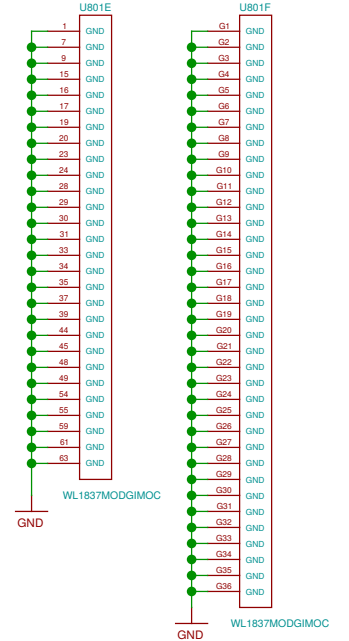 U801E
1 GND
7 GND
9 GND
15 GND
16 GND
17 GND
19 GND
20 GND
23 GND
24 GND
28 GND
29 GND
30 GND
31 GND
33 GND
34 GND
35 GND
37 GND
39 GND
44 GND
45 GND
48 GND
49 GND
54 GND
55 GND
59 GND
61 GND
63 GND
WL1837MODGIMOC
GND
U801F
G1 GND
G2 GND
G3 GND
G4 GND
G5 GND
G6 GND
G7 GND
G8 GND
G9 GND
G10 GND
G11 GND
G12 GND
G13 GND
G14 GND
G15 GND
G16 GND
G17 GND
G18 GND
G19 GND
G20 GND
G21 GND
G22 GND
G23 GND
G24 GND
G25 GND
G26 GND
G27 GND
G28 GND
G29 GND
G30 GND
G31 GND
G32 GND
G33 GND
G34 GND
G35 GND
G36 GND
WL1837MODGIMOC
GND